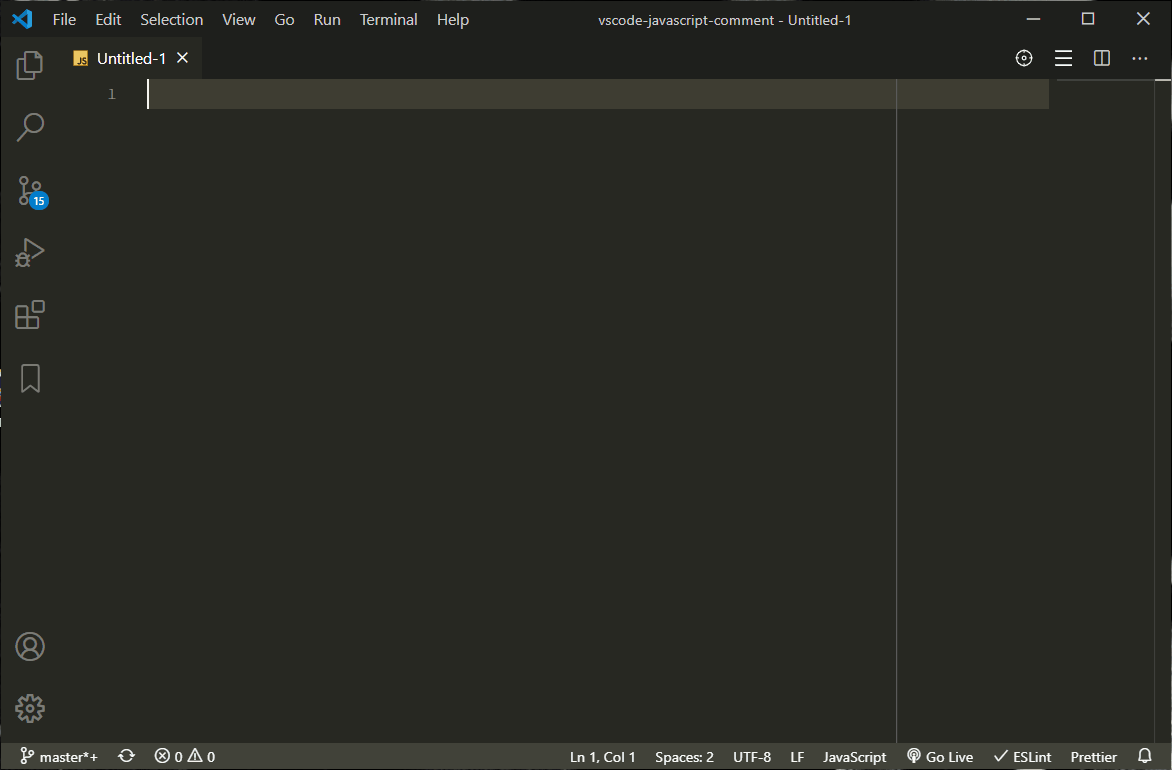 File Edit Selection View Go Run Terminal Help vscode-javascript-comment - Untitled-1
JS Untitled-1
1
15
master*+ 0 0 Ln 1, Col 1 Spaces: 2 UTF-8 LF JavaScript Go Live ESLint Prettier